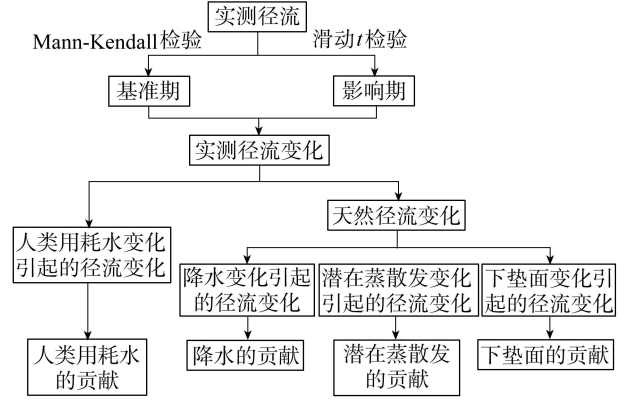 实测径流
Mann-Kendall检验
滑动t检验
基准期
影响期
实测径流变化
天然径流变化
人类用耗水变化
引起的径流变化
降水变化引起
的径流变化
潜在蒸散发变化
引起的径流变化
下垫面变化引
起的径流变化
人类用耗水
的贡献
降水的贡献
潜在蒸散发
的贡献
下垫面的贡献